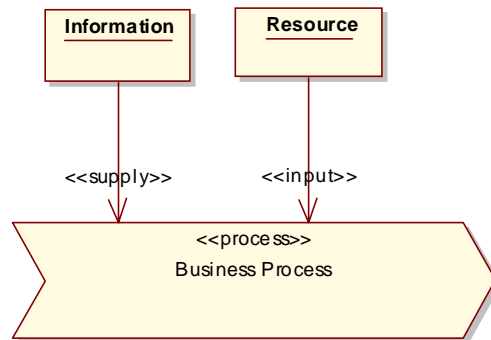 Information
Resource
<<supply>>
<<input>>
<<process>>
Business Process